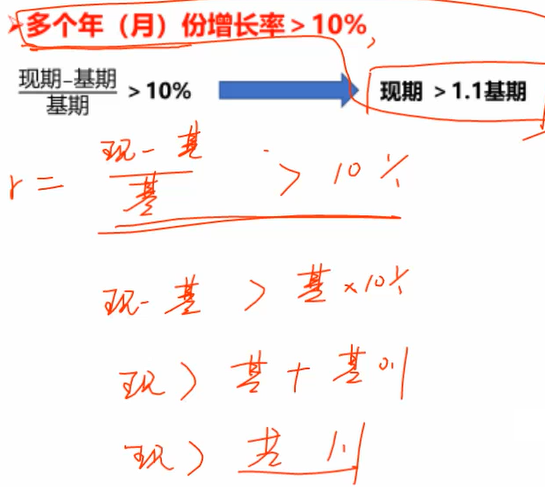 ➢多个年（月）份增长率＞10%，
现期-基期
基期
＞10%
现期 ＞1.1基期
r = 现-基
基
＞ 10%
现-基 ＞ 基×10%
现＞ 基 + 基 0.1
现＞ 基 1.1